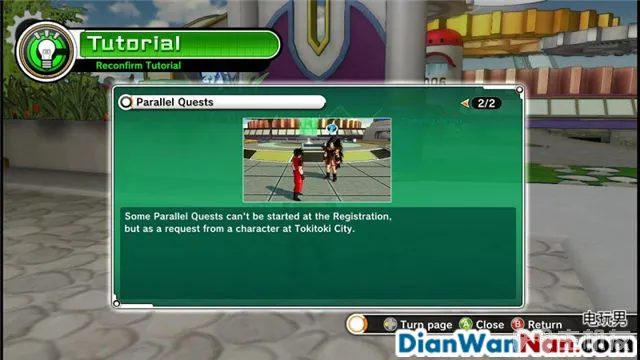 Tutorial
Reconfirm Tutorial
Parallel Quests
2/2
Some Parallel Quests can't be started at the Registration,
but as a request from a character at Tokitoki City.
Turn page A Close B Return
电玩男
DianWanNan.com